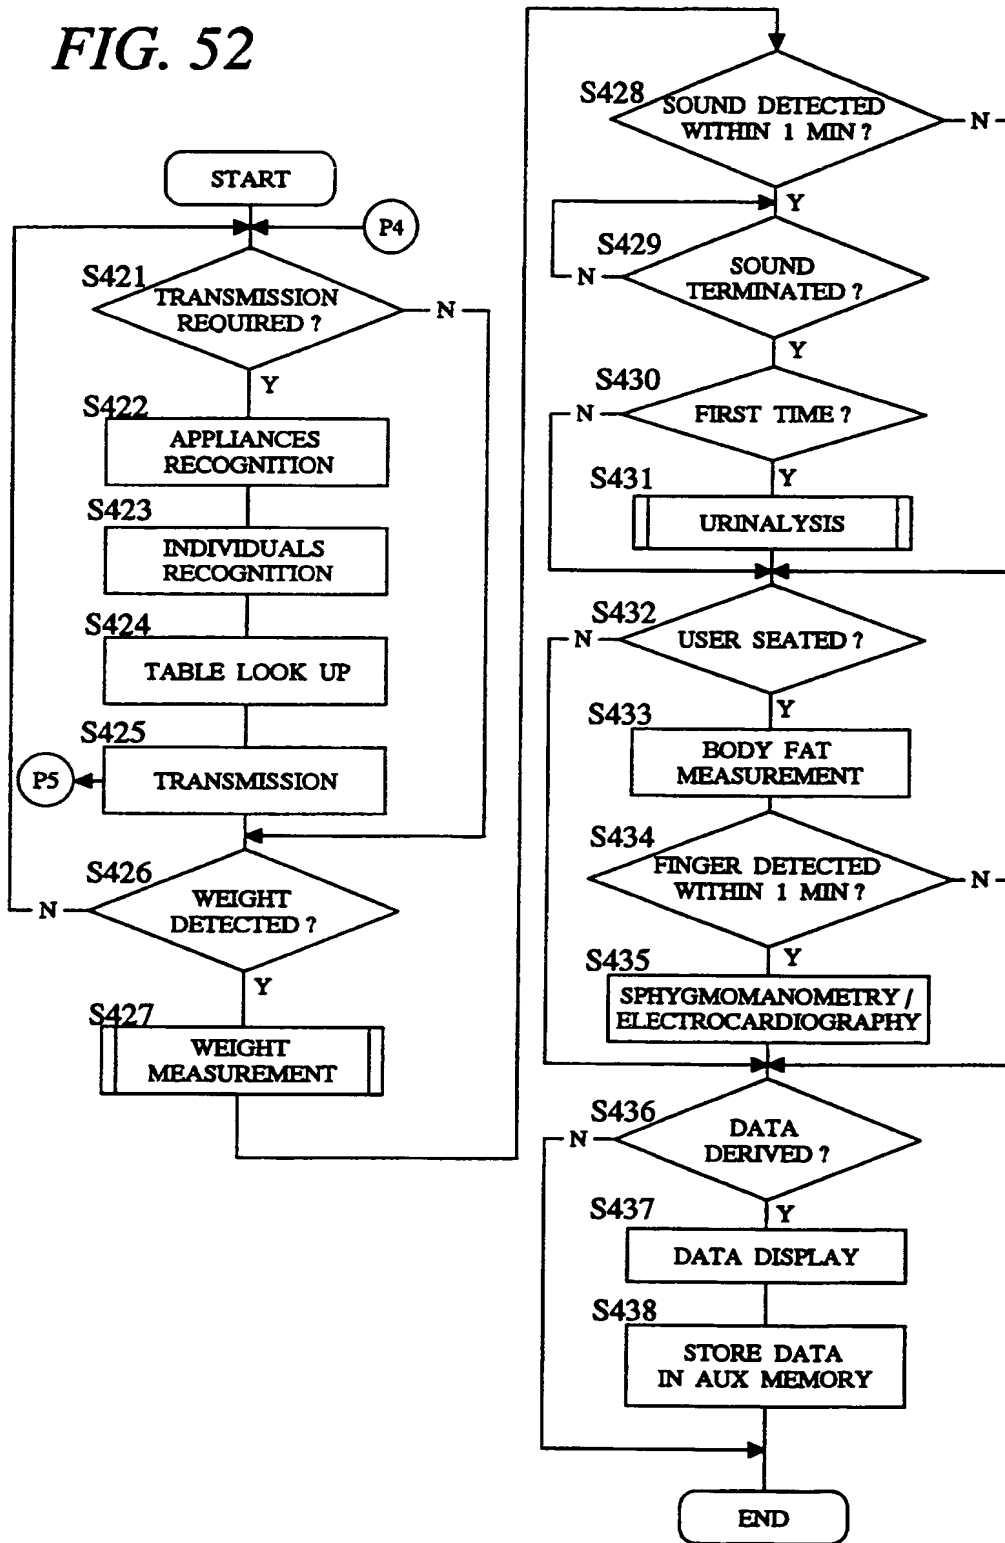 FIG. 52
START
P4
S421
TRANSMISSION
REQUIRED ?
N
Y
S422
APPLIANCES
RECOGNITION
S423
INDIVIDUALS
RECOGNITION
S424
TABLE LOOK UP
S425
P5
TRANSMISSION
S426
N
WEIGHT
DETECTED ?
Y
S427
WEIGHT
MEASUREMENT
S428
SOUND DETECTED
WITHIN 1 MIN ?
N
Y
S429
N
SOUND
TERMINATED ?
Y
S430
N
FIRST TIME ?
Y
S431
URINALYSIS
S432
N
USER SEATED ?
Y
S433
BODY FAT
MEASUREMENT
S434
FINGER DETECTED
WITHIN 1 MIN ?
N
Y
S435
SPHYGMOMANOMETRY /
ELECTROCARDIOGRAPHY
S436
N
DATA
DERIVED ?
Y
S437
DATA DISPLAY
S438
STORE DATA
IN AUX MEMORY
END